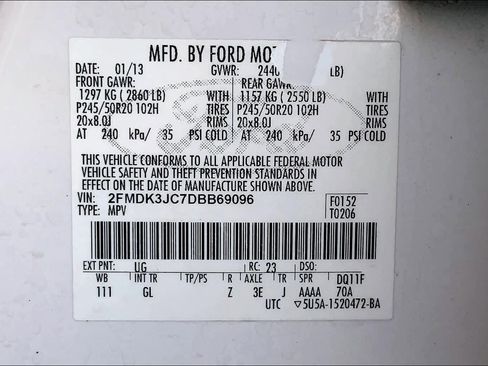 MFD. BY FORD MOT
DATE: 01/13 GVWR: 244 LB)
FRONT GAWR: REAR GAWR:
1297 KG ( 2860 LB) WITH 1157 KG ( 2550 LB) WITH
P245/50R20 102H TIRES P245/50R20 102H TIRES
20x8.0J RIMS 20x8.0J RIMS
AT 240 kPa/ 35 PSI COLD AT 240 kPa/ 35 PSI COLD
THIS VEHICLE CONFORMS TO ALL APPLICABLE FEDERAL MOTOR
VEHICLE SAFETY AND THEFT PREVENTION STANDARDS IN
EFFECT ON THE DATE OF MANUFACTURE SHOWN ABOVE.
VIN: 2FMDK3JC7DBB69096 F0152
TYPE: MPV T0206
EXT PNT: UG RC: 23 DSO:
WB INT TR TP/PS R AXLE TR SPR DQ11F
111 GL Z 3E J AAAA 70A
UTC ▽5U5A-1520472-BA